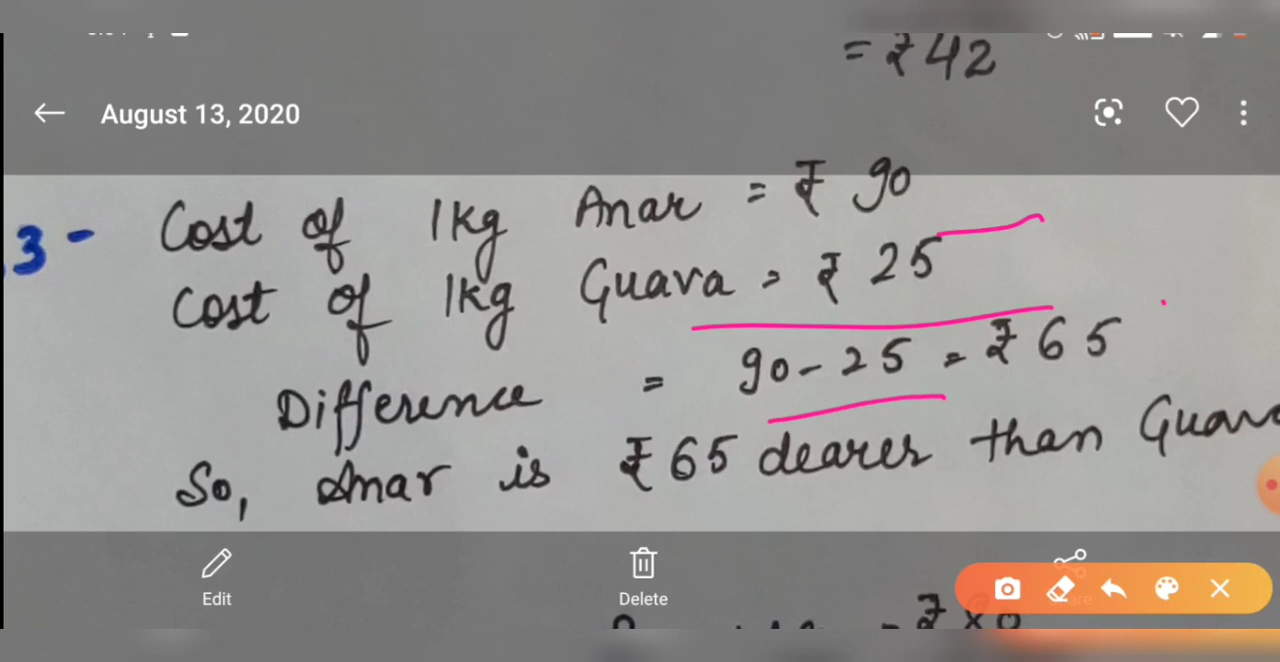 = ₹42
August 13, 2020
3- Cost of 1kg Anar = ₹ 90
Cost of 1kg Guava = ₹ 25
Difference = 90-25 = ₹65
So, Anar is ₹65 dearer than
Edit
Delete